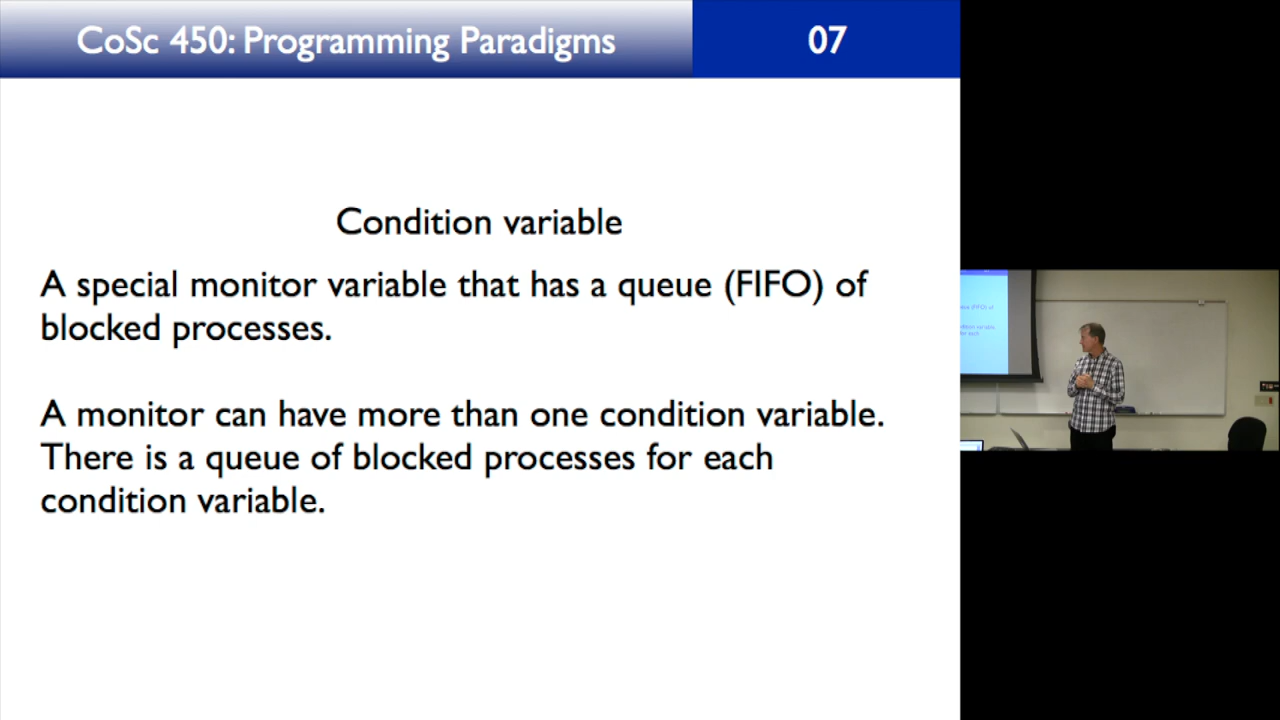 CoSc 450: Programming Paradigms
07
Condition variable
A special monitor variable that has a queue (FIFO) of
blocked processes.
A monitor can have more than one condition variable.
There is a queue of blocked processes for each
condition variable.